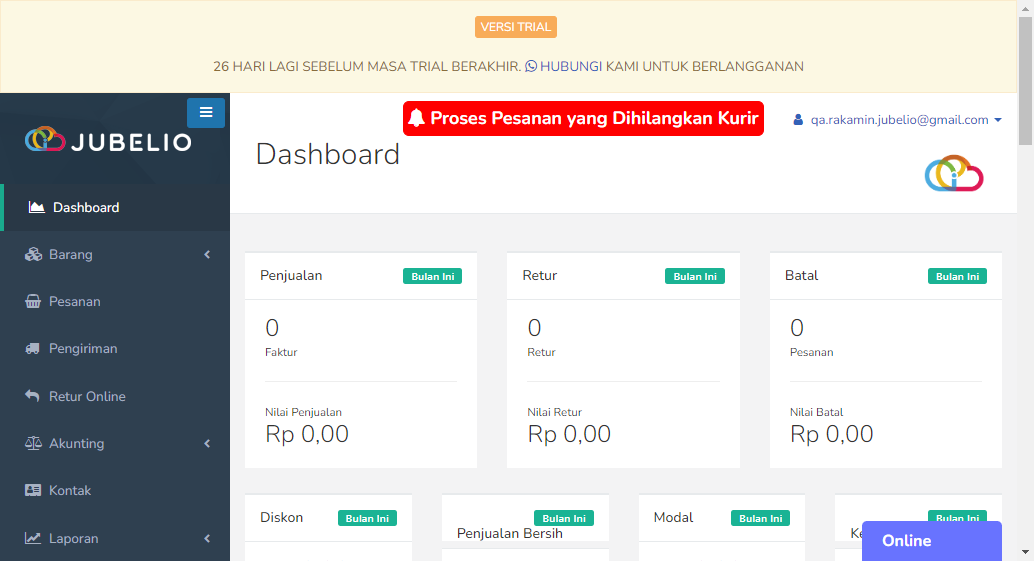 VERSI TRIAL
26 HARI LAGI SEBELUM MASA TRIAL BERAKHIR. HUBUNGI KAMI UNTUK BERLANGGANAN
JUBELIO
Proses Pesanan yang Dihilangkan Kurir
qa.rakamin.jubelio@gmail.com
Dashboard
Dashboard
Barang
Pesanan
Pengiriman
Retur Online
Akunting
Kontak
Laporan
Penjualan Bulan Ini
0
Faktur
Nilai Penjualan
Rp 0,00
Retur Bulan Ini
0
Retur
Nilai Retur
Rp 0,00
Batal Bulan Ini
0
Pesanan
Nilai Batal
Rp 0,00
Diskon Bulan Ini
Bulan Ini
Penjualan Bersih
Modal Bulan Ini
Bulan Ini
Online